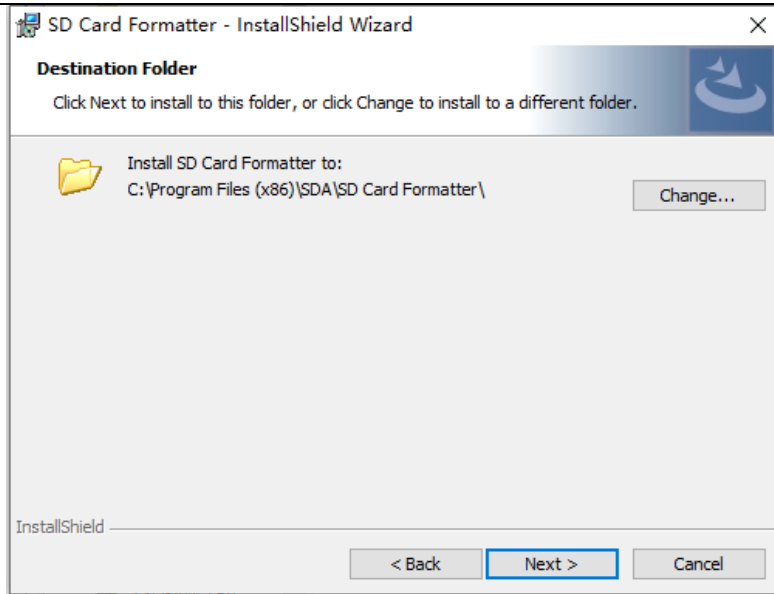 SD Card Formatter - InstallShield Wizard
Destination Folder
Click Next to install to this folder, or click Change to install to a different folder.
Install SD Card Formatter to:
C:\Program Files (x86)\SDA\SD Card Formatter\
Change...
InstallShield
< Back
Next >
Cancel